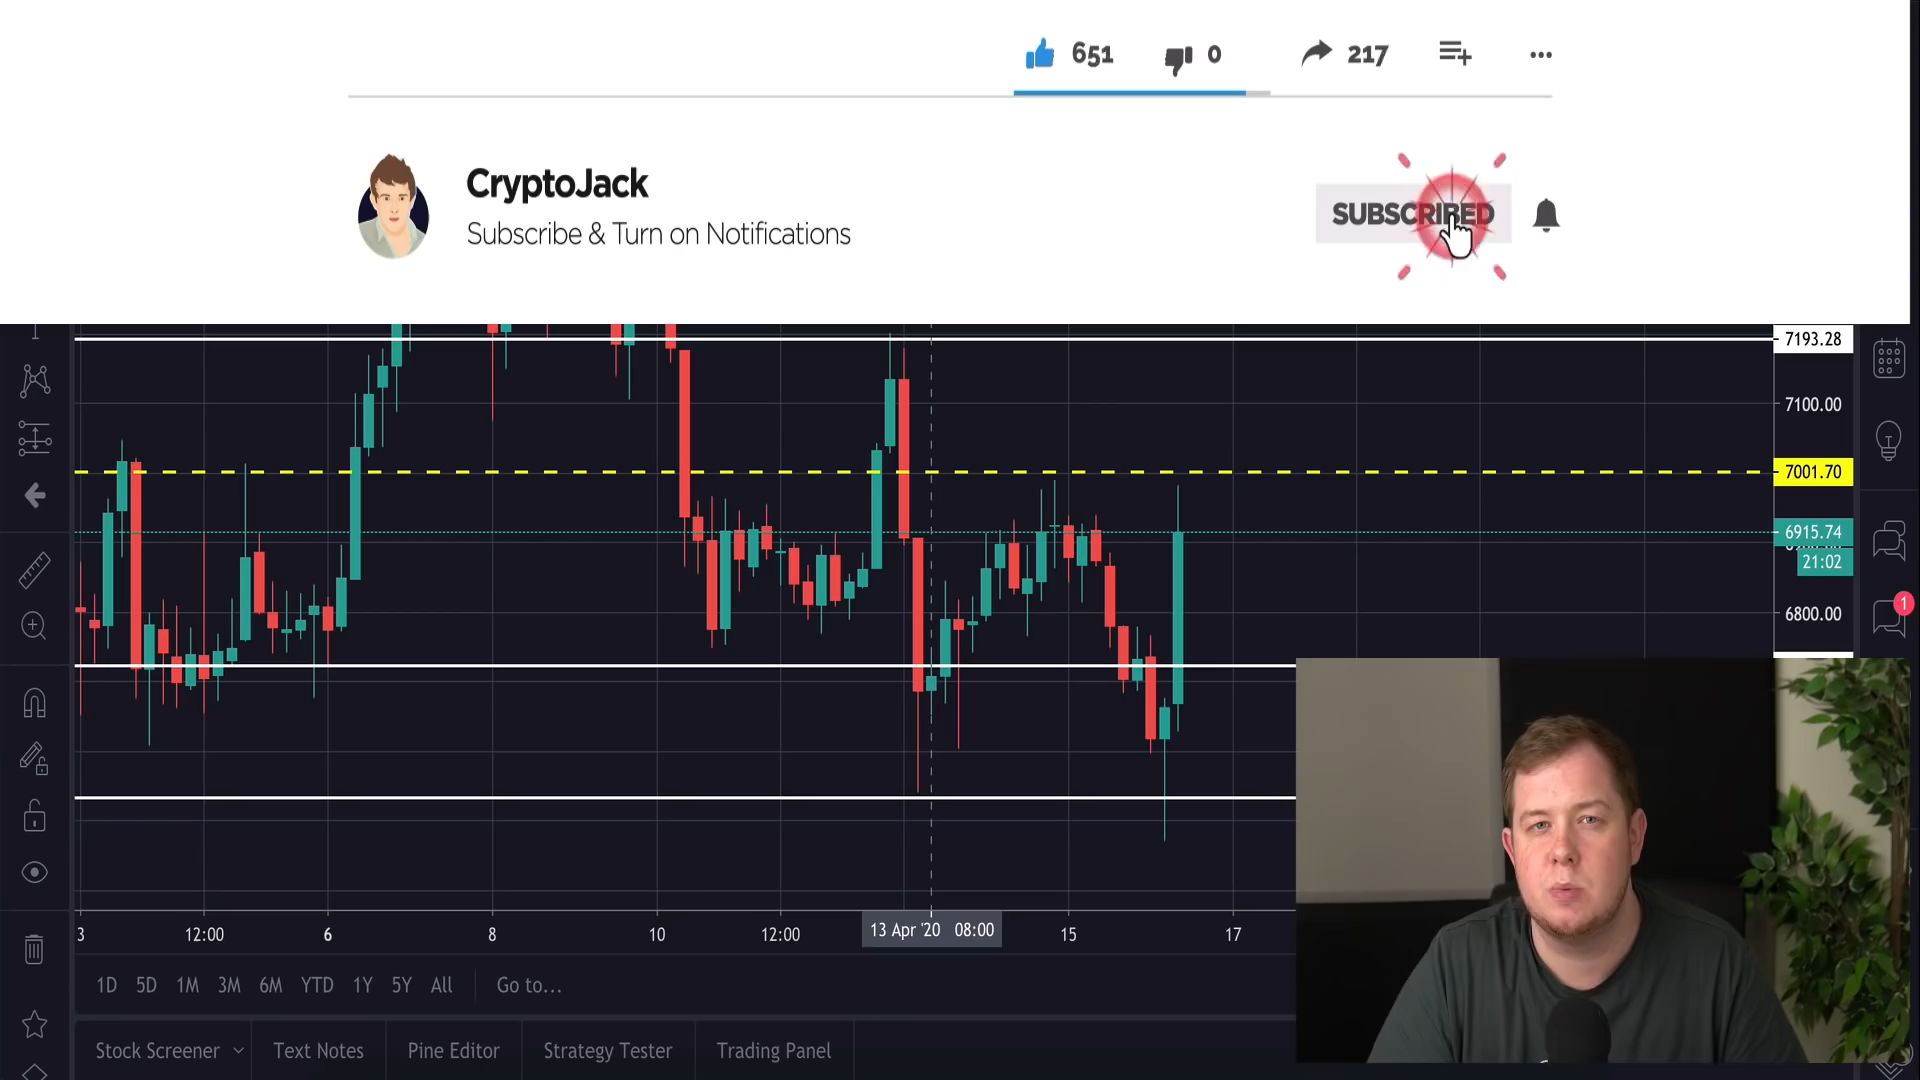 651 0 217
CryptoJack
Subscribe & Turn on Notifications
SUBSCRIBED
7193.28
7100.00
7001.70
6915.74
21:02
1
6800.00
3 12:00 6 8 10 12:00 13 Apr '20 08:00 15 17
1D 5D 1M 3M 6M YTD 1Y 5Y All Go to...
Stock Screener Text Notes Pine Editor Strategy Tester Trading Panel